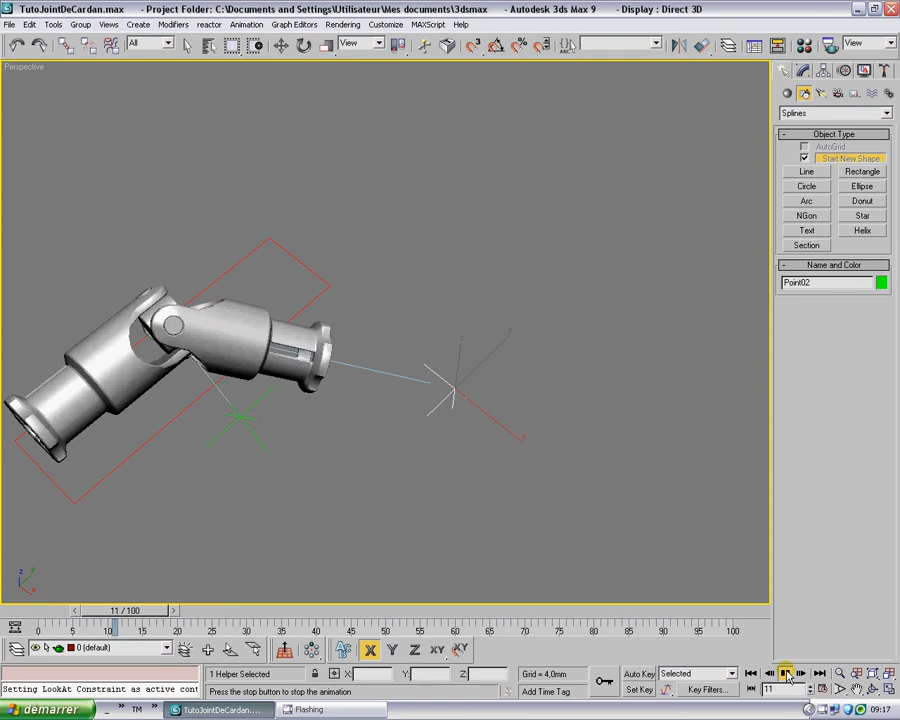 TutoJointDeCardan.max - Project Folder: C:\Documents and Settings\Utilisateur\Mes documents\3dsmax - Autodesk 3ds Max 9 - Display : Direct 3D
File Edit Tools Group Views Create Modifiers reactor Animation Graph Editors Rendering Customize MAXScript Help
All View View
Perspective
Splines
- Object Type
AutoGrid
Start New Shape
Line Rectangle
Circle Ellipse
Arc Donut
NGon Star
Text Helix
Section
- Name and Color
Point02
z y
x
z y
x
< 11 / 100 >
0 5 10 15 20 25 30 35 40 45 50 55 60 65 70 75 80 85 90 95 100
0 (default) X Y Z XY XY
1 Helper Selected X: Y: Z: Grid = 4,0mm Auto Key Selected
Setting LookAt Constraint as active cont Press the stop button to stop the animation Add Time Tag Set Key Key Filters... 11
démarrer TM TutoJointDeCardan.... Flashing 09:17